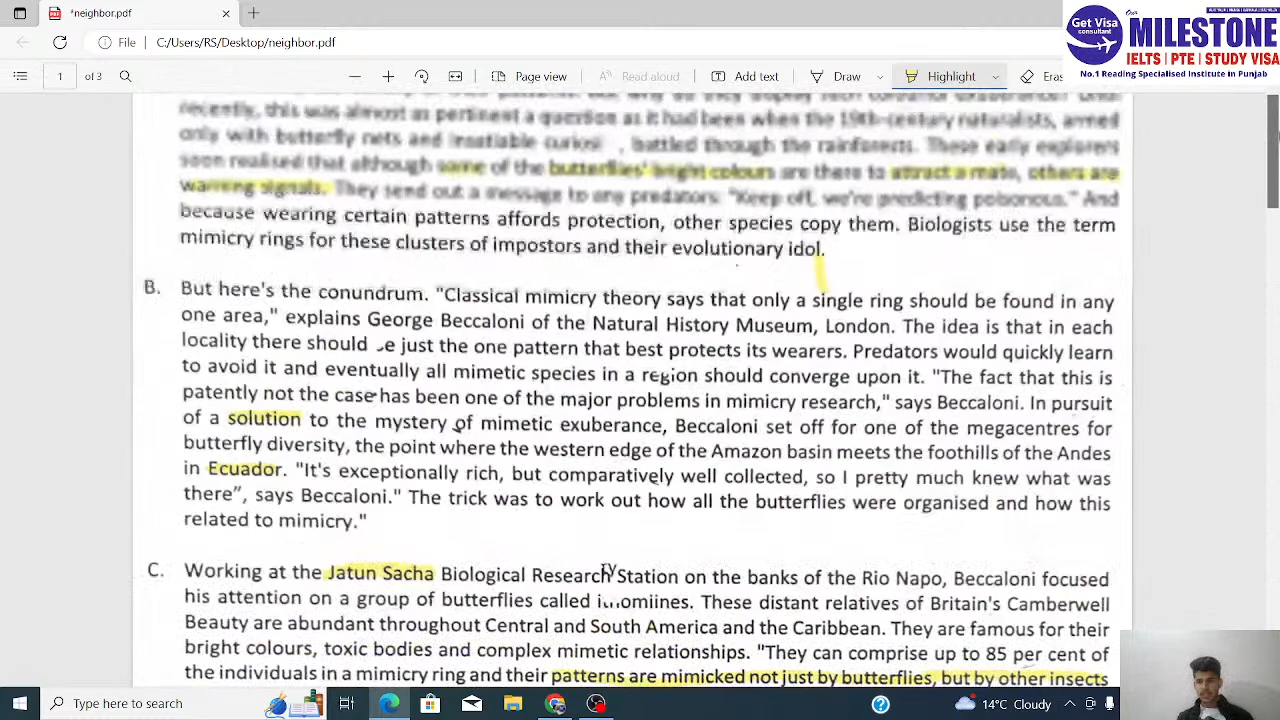 *neighbor.pdf
File
C:/Users/RS/Desktop/neighbor.pdf
1 of 3
Page view
Read aloud
Add text
Draw
Highlight
Eras
Get Visa
consultant
Our
MILESTONE
IELTS | PTE | STUDY VISA
No.1 Reading Specialised Institute in Punjab
recently, this was almost as pertinent a question as it had been when the 19th-century naturalists, armed
only with butterfly nets and insatiable curiosi , battled through the rainforests. These early explorers
soon realised that although some of the butterflies' bright colours are there to attract a mate, others are
warning signals. They send out a message to any predators: "Keep off, we're predicting poisonous." And
because wearing certain patterns affords protection, other species copy them. Biologists use the term
mimicry rings for these clusters of impostors and their evolutionary idol.
B. But here's the conundrum. "Classical mimicry theory says that only a single ring should be found in any
one area," explains George Beccaloni of the Natural History Museum, London. The idea is that in each
locality there should e just the one pattern that best protects its wearers. Predators would quickly learn
to avoid it and eventually all mimetic species in a region should converge upon it. "The fact that this is
patently not the case has been one of the major problems in mimicry research," says Beccaloni. In pursuit
of a solution to the mystery of mimetic exuberance, Beccaloni set off for one of the megacentres for
butterfly diversity, the point where the western edge of the Amazon basin meets the foothills of the Andes
in Ecuador. "It's exceptionally rich, but comparatively well collected, so I pretty much knew what was
there", says Beccaloni." The trick was to work out how all the butterflies were organised and how this
related to mimicry."
C. Working at the Jatun Sacha Biological Research Station on the banks of the Rio Napo, Beccaloni focused
his attention on a group of butterflies called ithomiines. These distant relatives of Britain's Camberwell
Beauty are abundant throughout Central and South America and the Caribbean. They are famous for their
bright colours, toxic bodies and complex mimetic relationships. "They can comprise up to 85 per cent of
the individuals in a mimicry ring and their patterns are mimicked not just by butterflies, but by other insects
Type here to search
14°C Cloudy